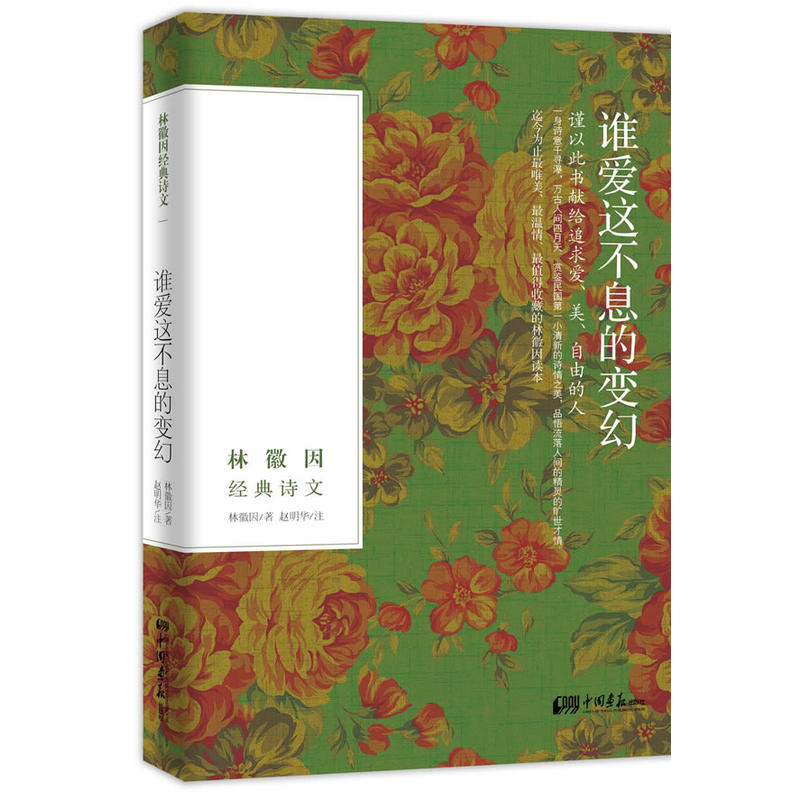 林徽因经典诗文
谁爱这不息的变幻
林徽因/著
赵明华/注
中国画报
林徽因
经典诗文
林徽因/著 赵明华/注
谁爱这不息的变幻
谨以此书献给追求爱、美、自由的人
一身诗意千寻瀑，万古人间四月天，赏鉴民国第一小清新的诗情之美，品悟流落人间的精灵的旷世才情。
迄今为止最唯美、最温情、最值得收藏的林徽因读本
CPPH 中国画报出版社